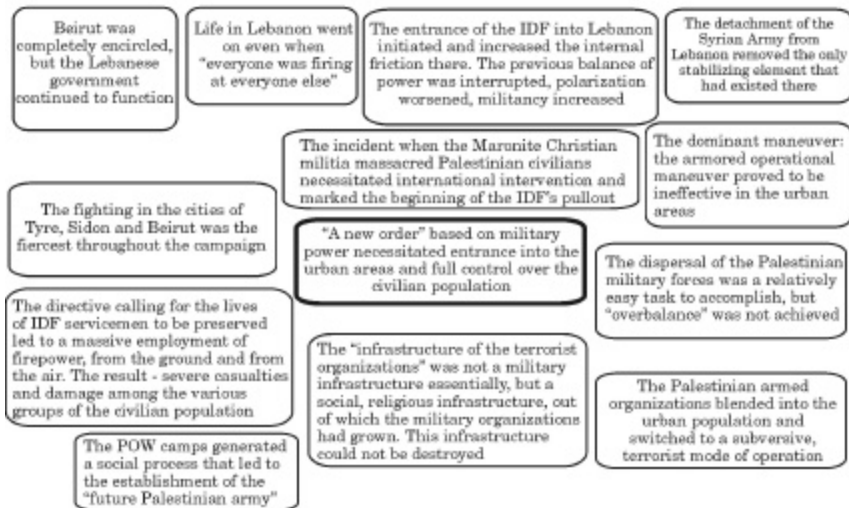 Beirut was
completely encircled,
but the Lebanese
government
continued to function
Life in Lebanon went
on even when
"everyone was firing
at everyone else"
The entrance of the IDF into Lebanon
initiated and increased the internal
friction there. The previous balance of
power was interrupted, polarization
worsened, militancy increased
The detachment of the
Syrian Army from
Lebanon removed the only
stabilizing element that
had existed there
The incident when the Maronite Christian
militia massacred Palestinian civilians
necessitated international intervention and
marked the beginning of the IDF's pullout
The dominant maneuver:
the armored operational
maneuver proved to be
ineffective in the urban
areas
The fighting in the cities of
Tyre, Sidon and Beirut was the
fiercest throughout the campaign
"A new order" based on military
power necessitated entrance into the
urban areas and full control over the
civilian population
The dispersal of the Palestinian
military forces was a relatively
easy task to accomplish, but
"overbalance" was not achieved
The directive calling for the lives
of IDF servicemen to be preserved
led to a massive employment of
firepower, from the ground and from
the air. The result - severe casualties
and damage among the various
groups of the civilian population
The "infrastructure of the terrorist
organizations" was not a military
infrastructure essentially, but a
social, religious infrastructure, out
of which the military organizations
had grown. This infrastructure
could not be destroyed
The Palestinian armed
organizations blended into the
urban population and
switched to a subversive,
terrorist mode of operation
The POW camps generated
a social process that led to
the establishment of the
"future Palestinian army"